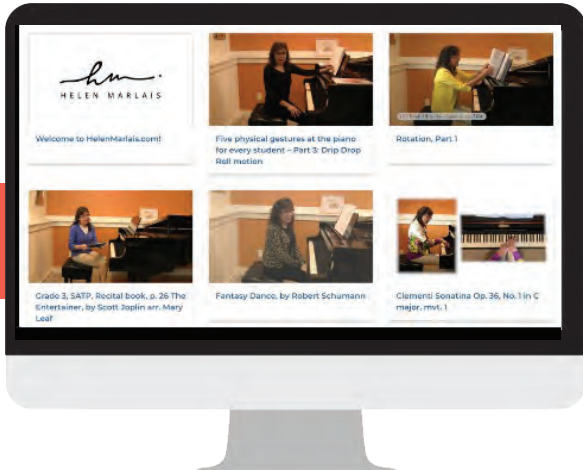 hm.
HELEN MARLAIS
Welcome to HelenMarlais.com!
Five physical gestures at the piano
for every student – Part 3: Drip Drop
Roll motion
Rotation, Part 1
Grade 3, SATP, Recital book, p. 26 The
Entertainer, by Scott Joplin arr. Mary
Leaf
Fantasy Dance, by Robert Schumann
Clementi Sonatina Op. 36, No. 1 in C
major, mvt. 1